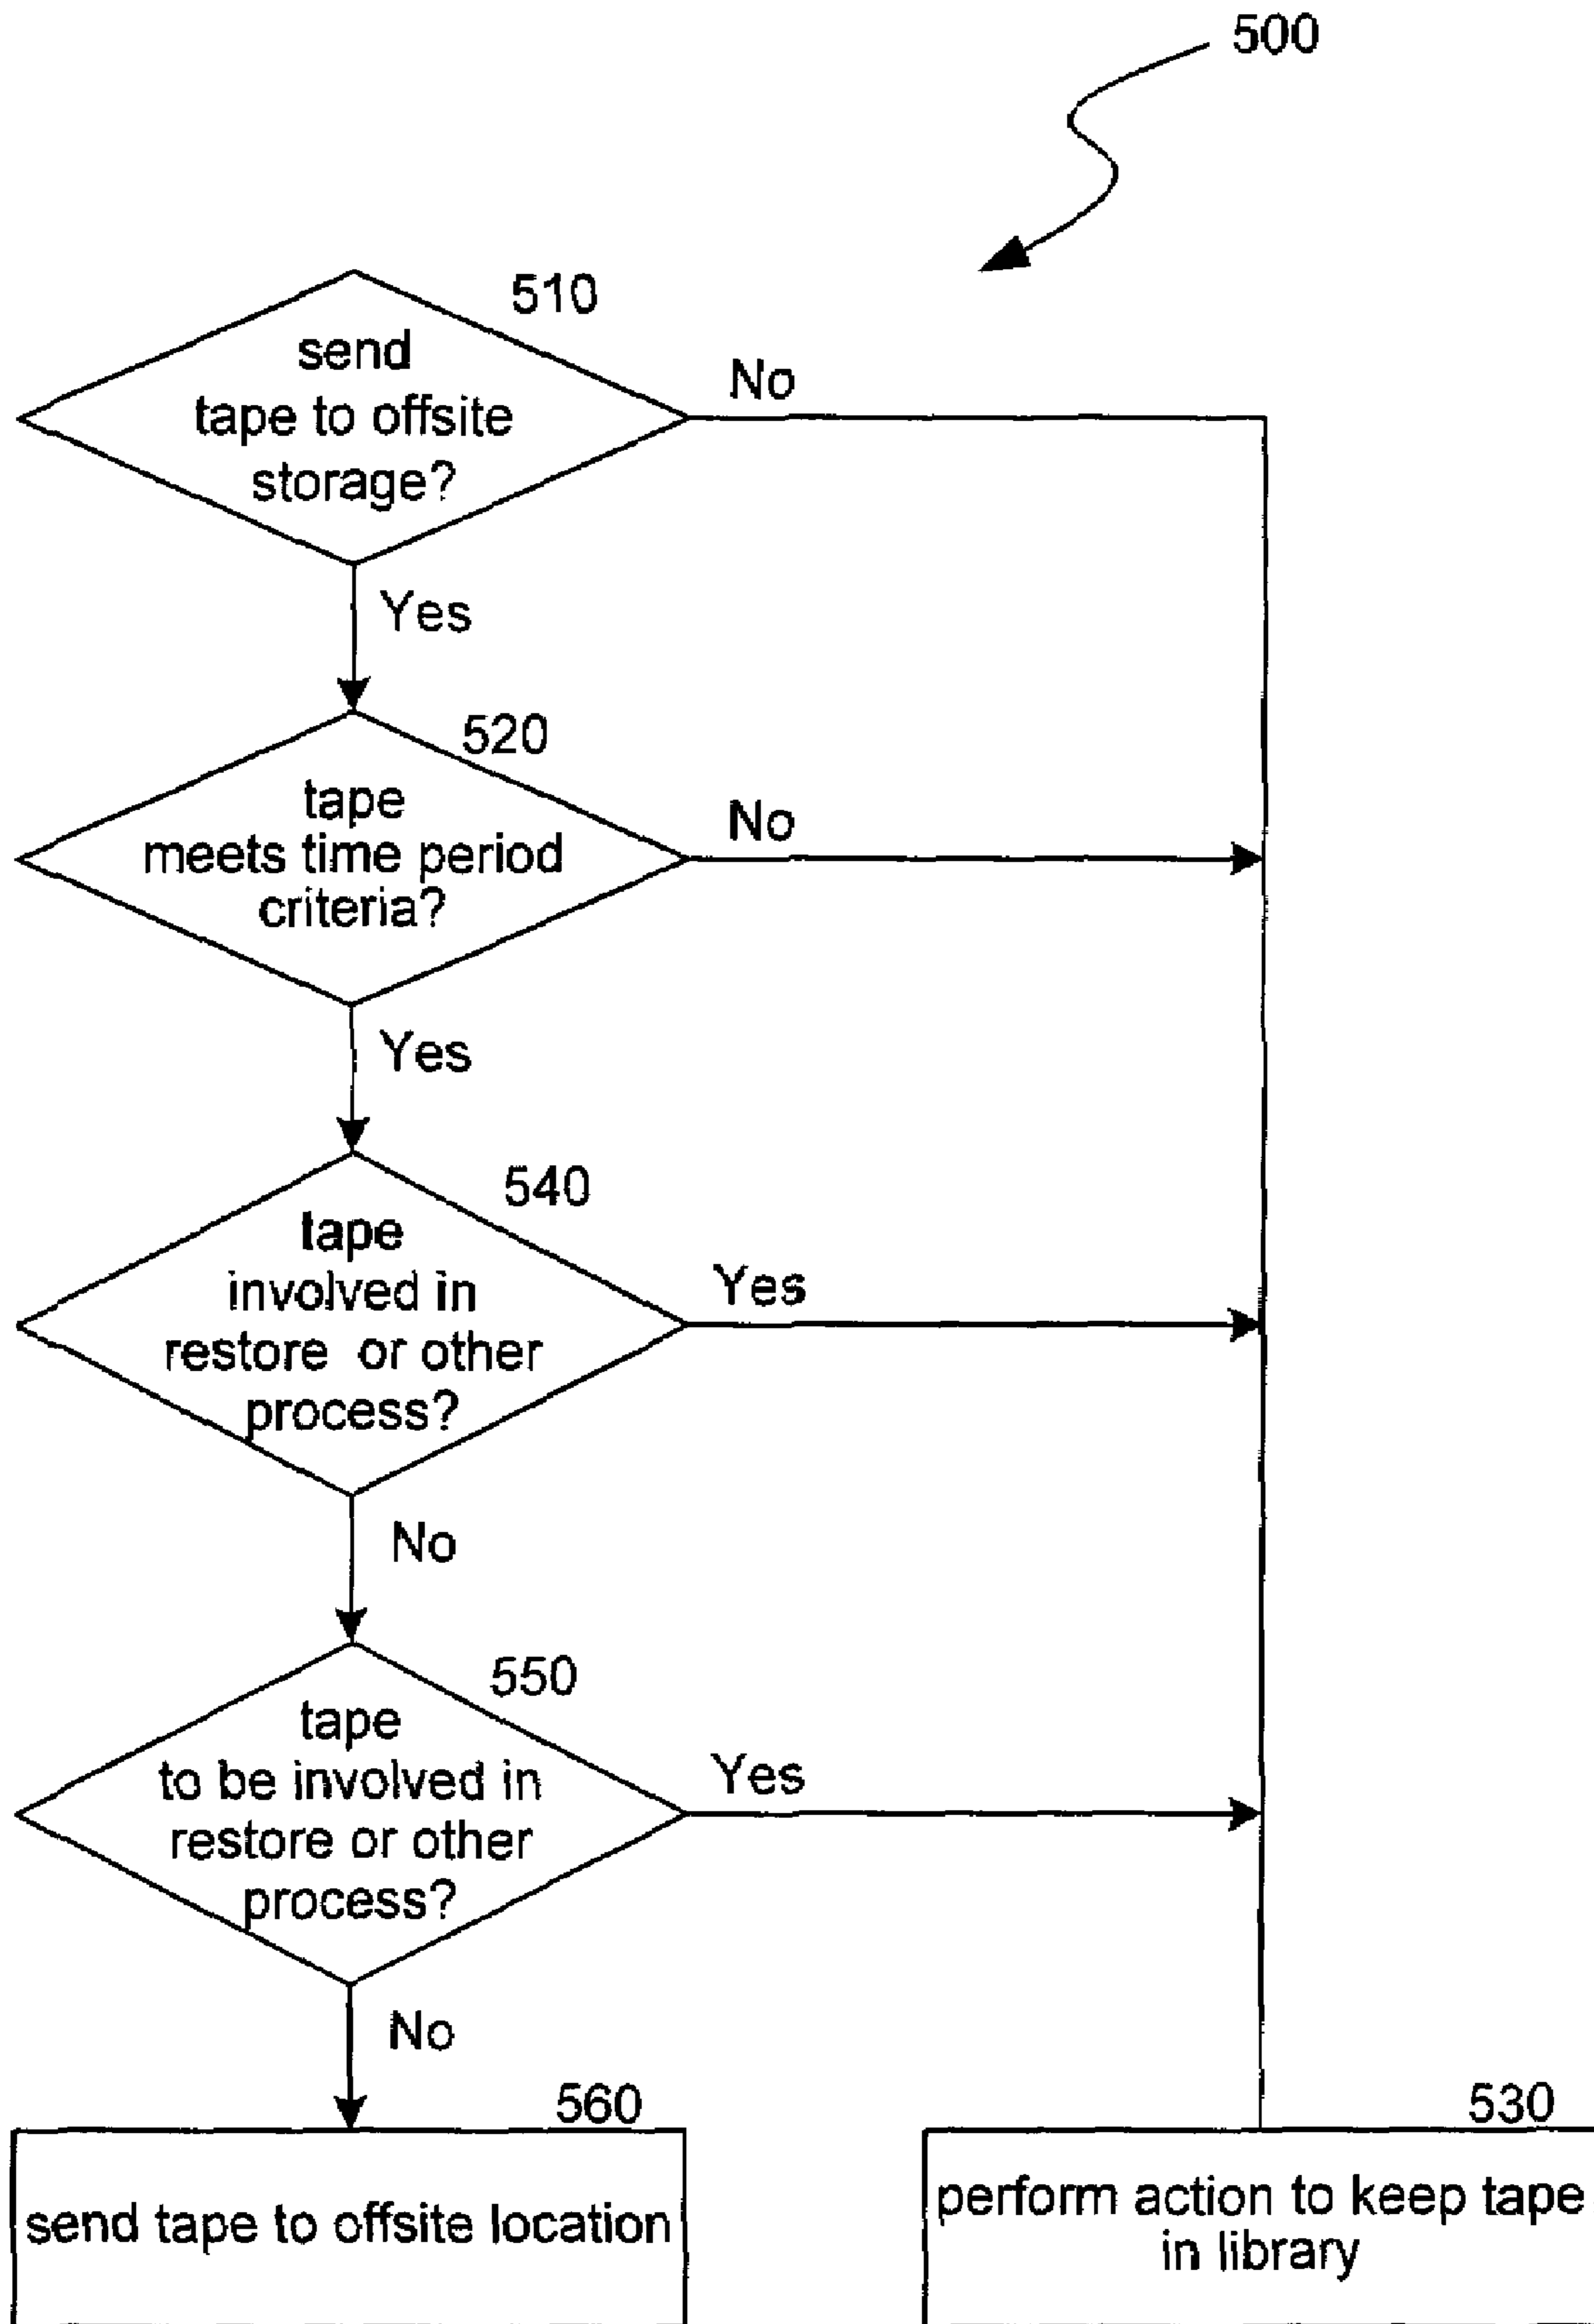 500
510
send
tape to offsite
storage?
No
Yes
520
tape
meets time period
criteria?
No
Yes
540
tape
involved in
restore or other
process?
Yes
No
550
tape
to be involved in
restore or other
process?
Yes
No
560
send tape to offsite location
530
perform action to keep tape
in library